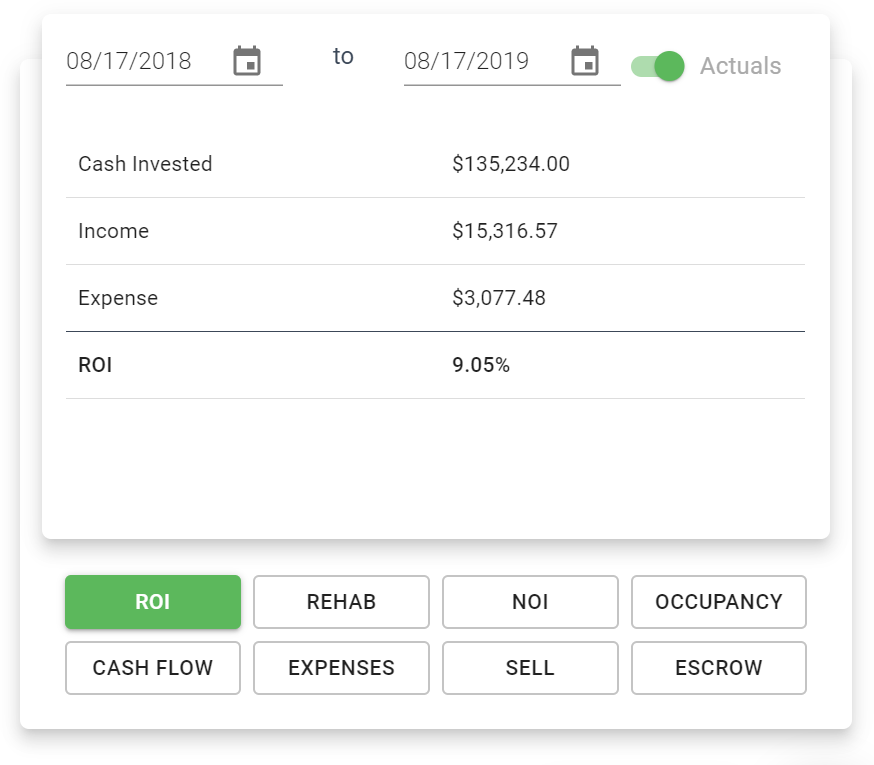 08/17/2018 to 08/17/2019 Actuals
Cash Invested $135,234.00
Income $15,316.57
Expense $3,077.48
ROI 9.05%
ROI REHAB NOI OCCUPANCY
CASH FLOW EXPENSES SELL ESCROW